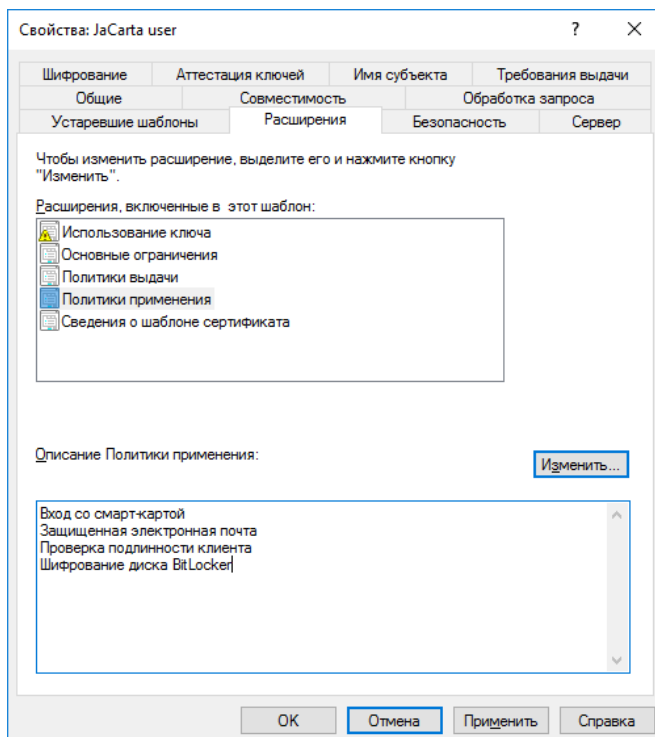 Свойства: JaCarta user
?
Шифрование Аттестация ключей Имя субъекта Требования выдачи
Общие Совместимость Обработка запроса
Устаревшие шаблоны Расширения Безопасность Сервер
Чтобы изменить расширение, выделите его и нажмите кнопку
"Изменить".
Расширения, включенные в этот шаблон:
Использование ключа
Основные ограничения
Политики выдачи
Политики применения
Сведения о шаблоне сертификата
Описание Политики применения:
Изменить...
Вход со смарт-картой
Защищенная электронная почта
Проверка подлинности клиента
Шифрование диска BitLocker
OK Отмена Применить Справка